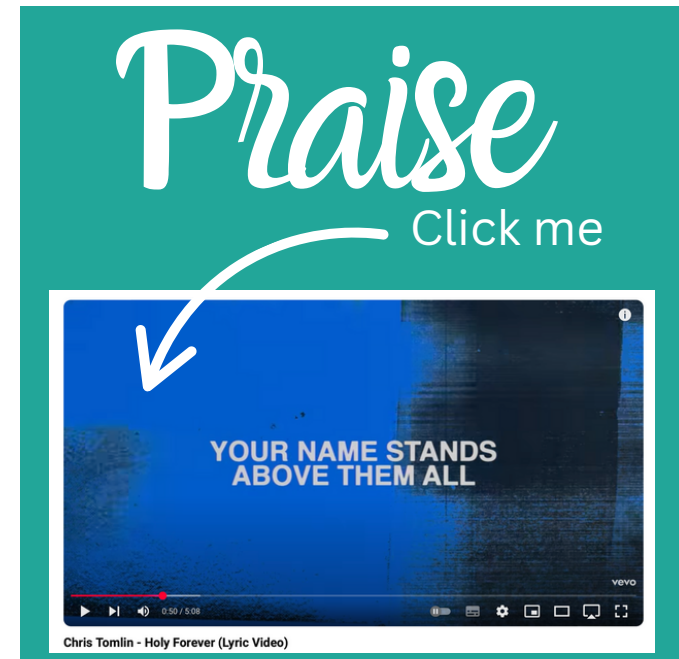 Praise
Click me
YOUR NAME STANDS
ABOVE THEM ALL
vevo
0:50 / 5:08
Chris Tomlin - Holy Forever (Lyric Video)